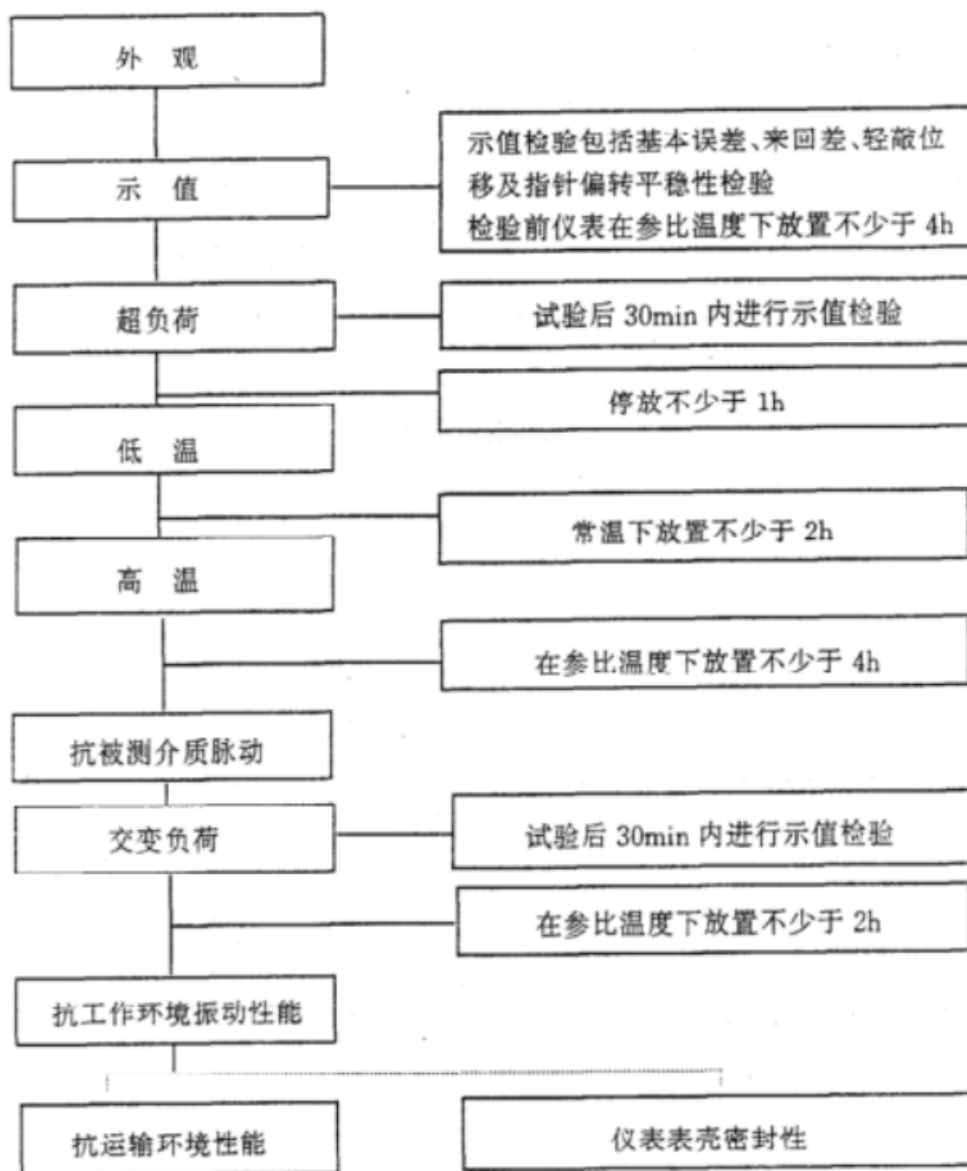 外 观
示值检验包括基本误差、来回差、轻敲位
移及指针偏转平稳性检验
检验前仪表在参比温度下放置不少于 4h
示 值
超负荷
试验后 30min 内进行示值检验
停放不少于 1h
低 温
常温下放置不少于 2h
高 温
在参比温度下放置不少于 4h
抗被测介质脉动
交变负荷
试验后 30min 内进行示值检验
在参比温度下放置不少于 2h
抗工作环境振动性能
抗运输环境性能
仪表表壳密封性